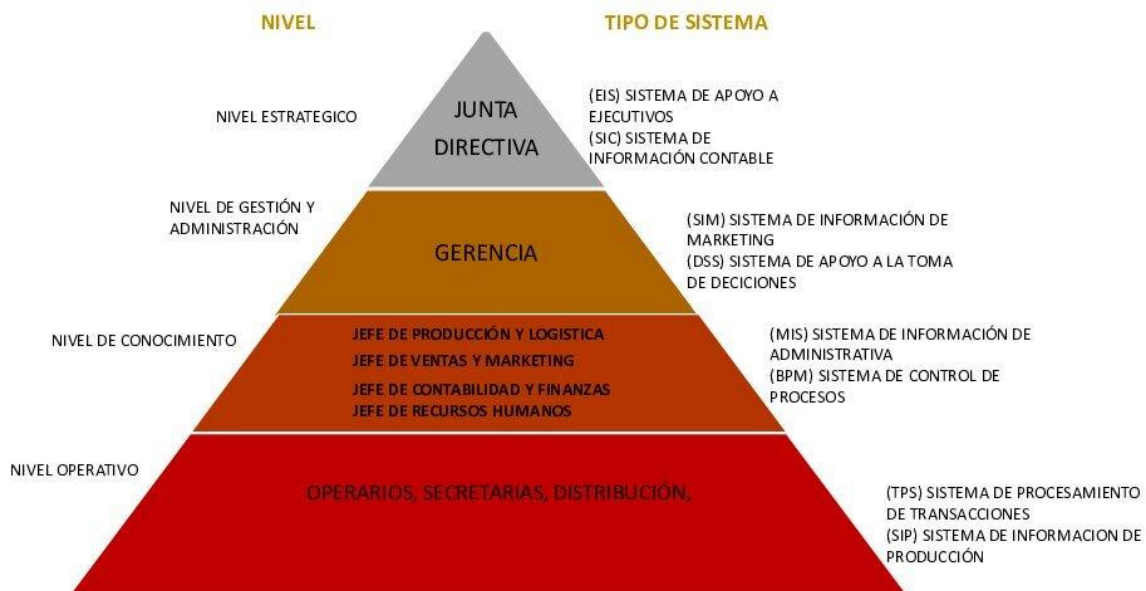 NIVEL
TIPO DE SISTEMA
NIVEL ESTRATEGICO
JUNTA
DIRECTIVA
(EIS) SISTEMA DE APOYO A
EJECUTIVOS
(SIC) SISTEMA DE
INFORMACIÓN CONTABLE
NIVEL DE GESTIÓN Y
ADMINISTRACIÓN
GERENCIA
(SIM) SISTEMA DE INFORMACIÓN DE
MARKETING
(DSS) SISTEMA DE APOYO A LA TOMA
DE DECICIONES
NIVEL DE CONOCIMIENTO
JEFE DE PRODUCCIÓN Y LOGISTICA
JEFE DE VENTAS Y MARKETING
JEFE DE CONTABILIDAD Y FINANZAS
JEFE DE RECURSOS HUMANOS
(MIS) SISTEMA DE INFORMACIÓN DE
ADMINISTRATIVA
(BPM) SISTEMA DE CONTROL DE
PROCESOS
NIVEL OPERATIVO
OPERARIOS, SECRETARIAS, DISTRIBUCIÓN,
(TPS) SISTEMA DE PROCESAMIENTO
DE TRANSACCIONES
(SIP) SISTEMA DE INFORMACION DE
PRODUCCIÓN